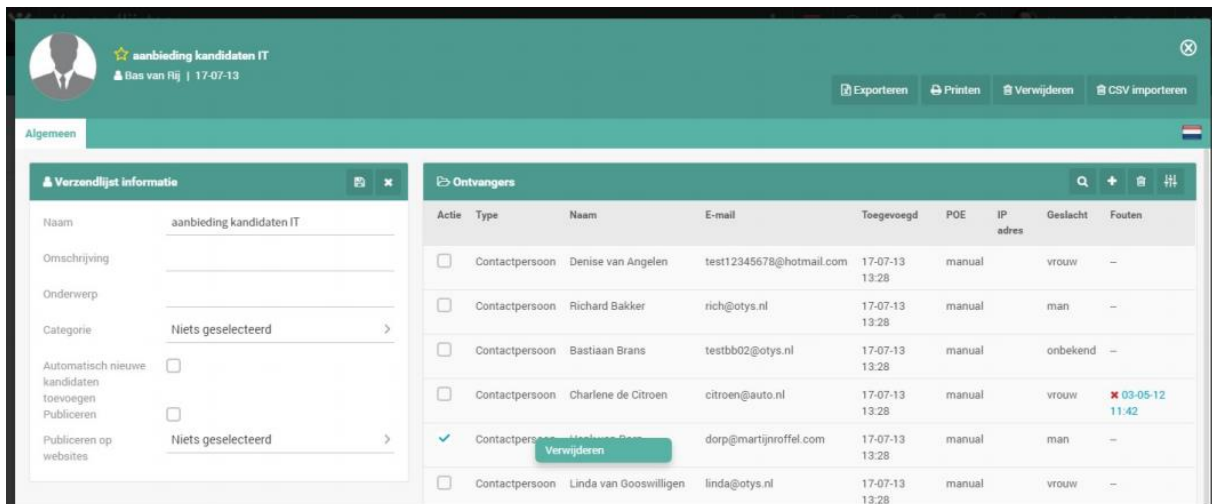 aanbieding kandidaten IT
Bas van Rij | 17-07-13
Exporteren
Printen
Verwijderen
CSV importeren
Algemeen
Verzendlijst informatie
Naam aanbieding kandidaten IT
Omschrijving
Onderwerp
Categorie Niets geselecteerd
Automatisch nieuwe
kandidaten
toevoegen
Publiceren
Publiceren op Niets geselecteerd
websites
Ontvangers
Actie Type Naam E-mail Toegevoegd POE IP Geslacht Fouten
adres
Contactpersoon Denise van Angelen test12345678@hotmail.com 17-07-13 manual vrouw --
13:28
Contactpersoon Richard Bakker rich@otys.nl 17-07-13 manual man --
13:28
Contactpersoon Bastiaan Brans testbb02@otys.nl 17-07-13 manual onbekend --
13:28
Contactpersoon Charlene de Citroen citroen@auto.nl 17-07-13 manual vrouw 03-05-12
13:28 11:42
dorp@martijnroffel.com 17-07-13 manual man --
Verwijderen
13:28
Contactpersoon Linda van Gooswilligen linda@otys.nl 17-07-13 manual vrouw --
13:28